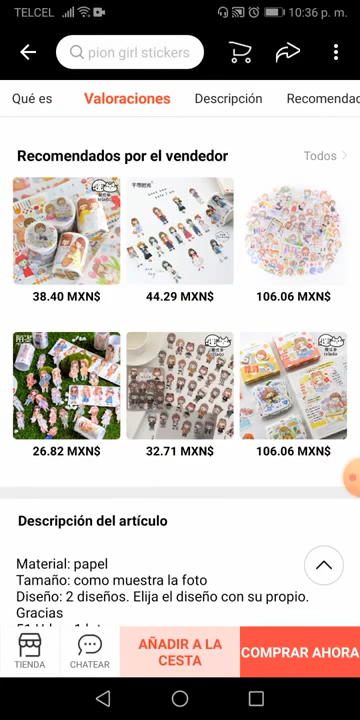 TELCEL 10:36 p. m.
pion girl stickers
Qué es Valoraciones Descripción Recomendac
Recomendados por el vendedor Todos
38.40 MXN$ 44.29 MXN$ 106.06 MXN$
26.82 MXN$ 32.71 MXN$ 106.06 MXN$
Descripción del artículo
Material: papel
Tamaño: como muestra la foto
Diseño: 2 diseños. Elija el diseño con su propio.
Gracias
TIENDA CHATEAR AÑADIR A LA
CESTA COMPRAR AHORA